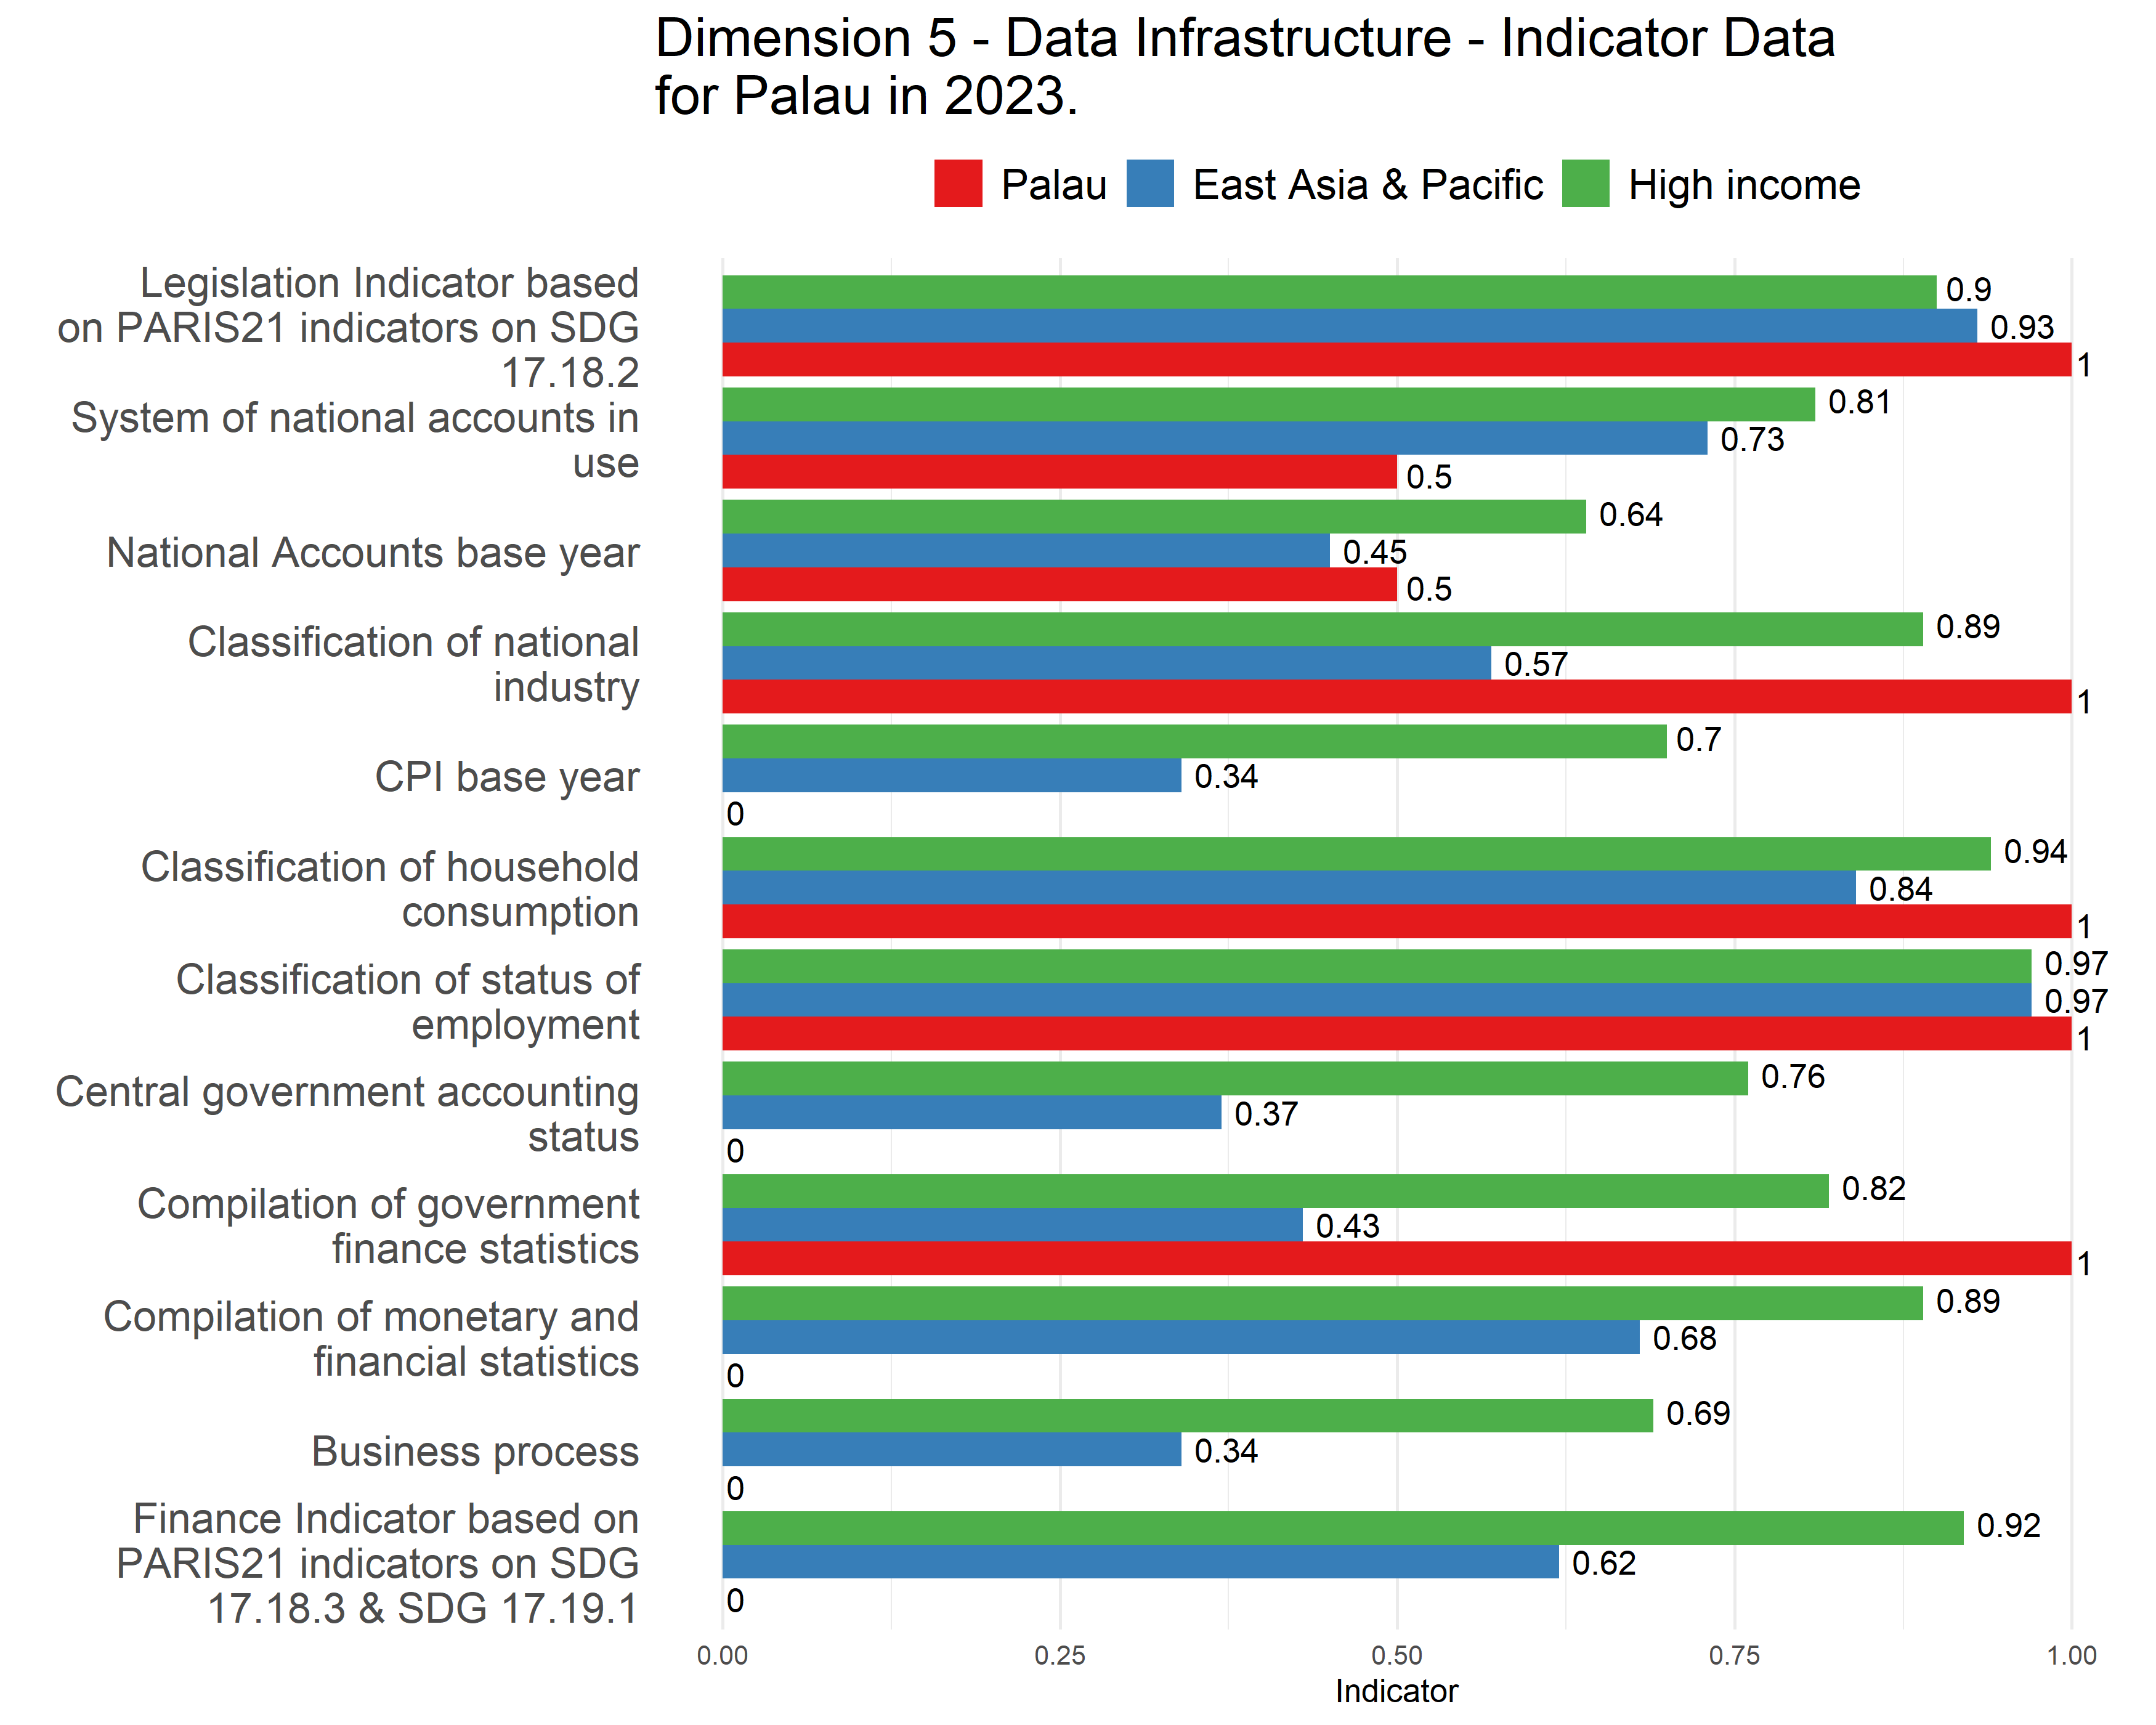 Dimension 5 - Data Infrastructure - Indicator Data
for Palau in 2023.
Palau
East Asia & Pacific
High income
Legislation Indicator based
on PARIS21 indicators on SDG
17.18.2
0.9
0.93
1
System of national accounts in
use
0.81
0.73
0.5
National Accounts base year
0.64
0.45
0.5
Classification of national
industry
0.89
0.57
1
CPI base year
0.7
0.34
0
Classification of household
consumption
0.94
0.84
1
Classification of status of
employment
0.97
0.97
1
Central government accounting
status
0.76
0.37
0
Compilation of government
finance statistics
0.82
0.43
1
Compilation of monetary and
financial statistics
0.89
0.68
0
Business process
0.69
0.34
0
Finance Indicator based on
PARIS21 indicators on SDG
17.18.3 & SDG 17.19.1
0.92
0.62
0
0.00
0.25
0.50
0.75
1.00
Indicator